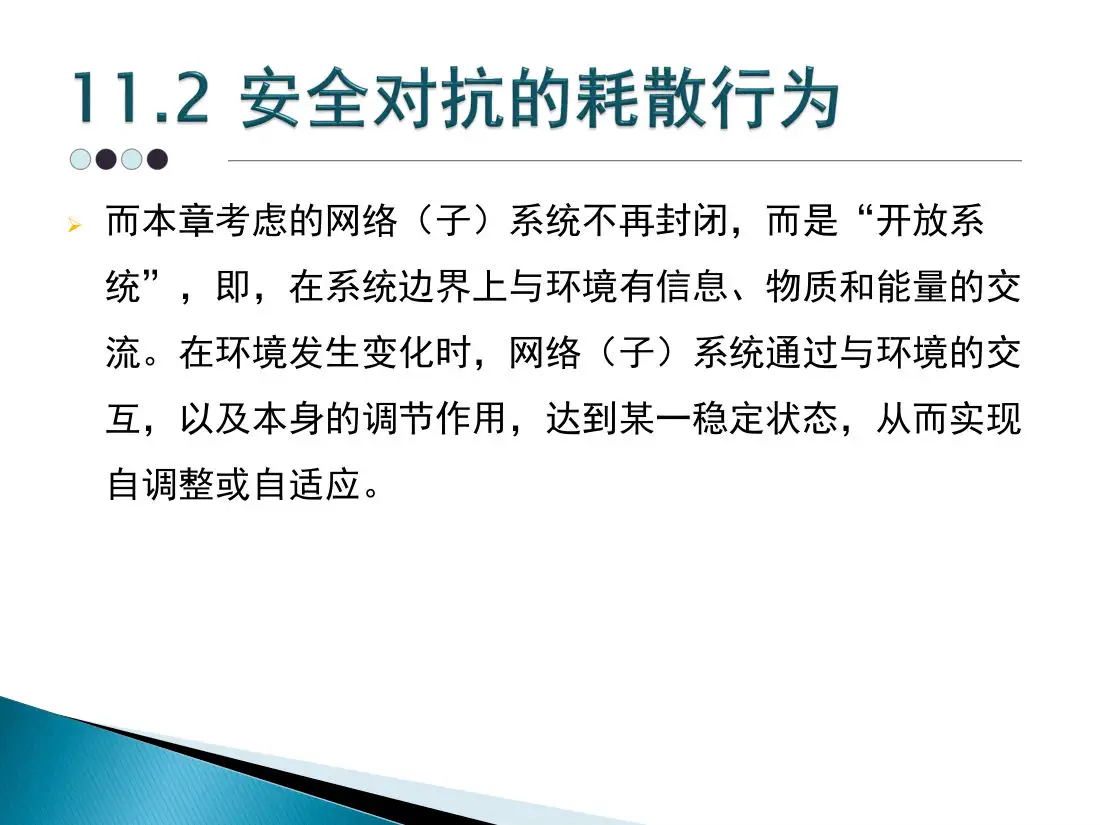 11.2 安全对抗的耗散行为
而本章考虑的网络（子）系统不再封闭，而是“开放系
统”，即，在系统边界上与环境有信息、物质和能量的交
流。在环境发生变化时，网络（子）系统通过与环境的交
互，以及本身的调节作用，达到某一稳定状态，从而实现
自调整或自适应。